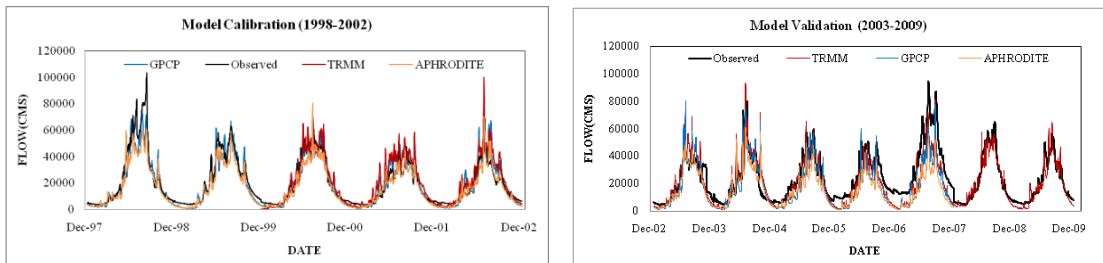 Model Calibration (1998-2002)
GPCP Observed TRMM APHRODITE
FLOW(CMS)
120000
100000
80000
60000
40000
20000
0
Dec-97 Dec-98 Dec-99 Dec-00 Dec-01 Dec-02
DATE
Model Validation (2003-2009)
Observed TRMM GPCP APHRODITE
FLOW(CMS)
120000
100000
80000
60000
40000
20000
0
Dec-02 Dec-03 Dec-04 Dec-05 Dec-06 Dec-07 Dec-08 Dec-09
DATE